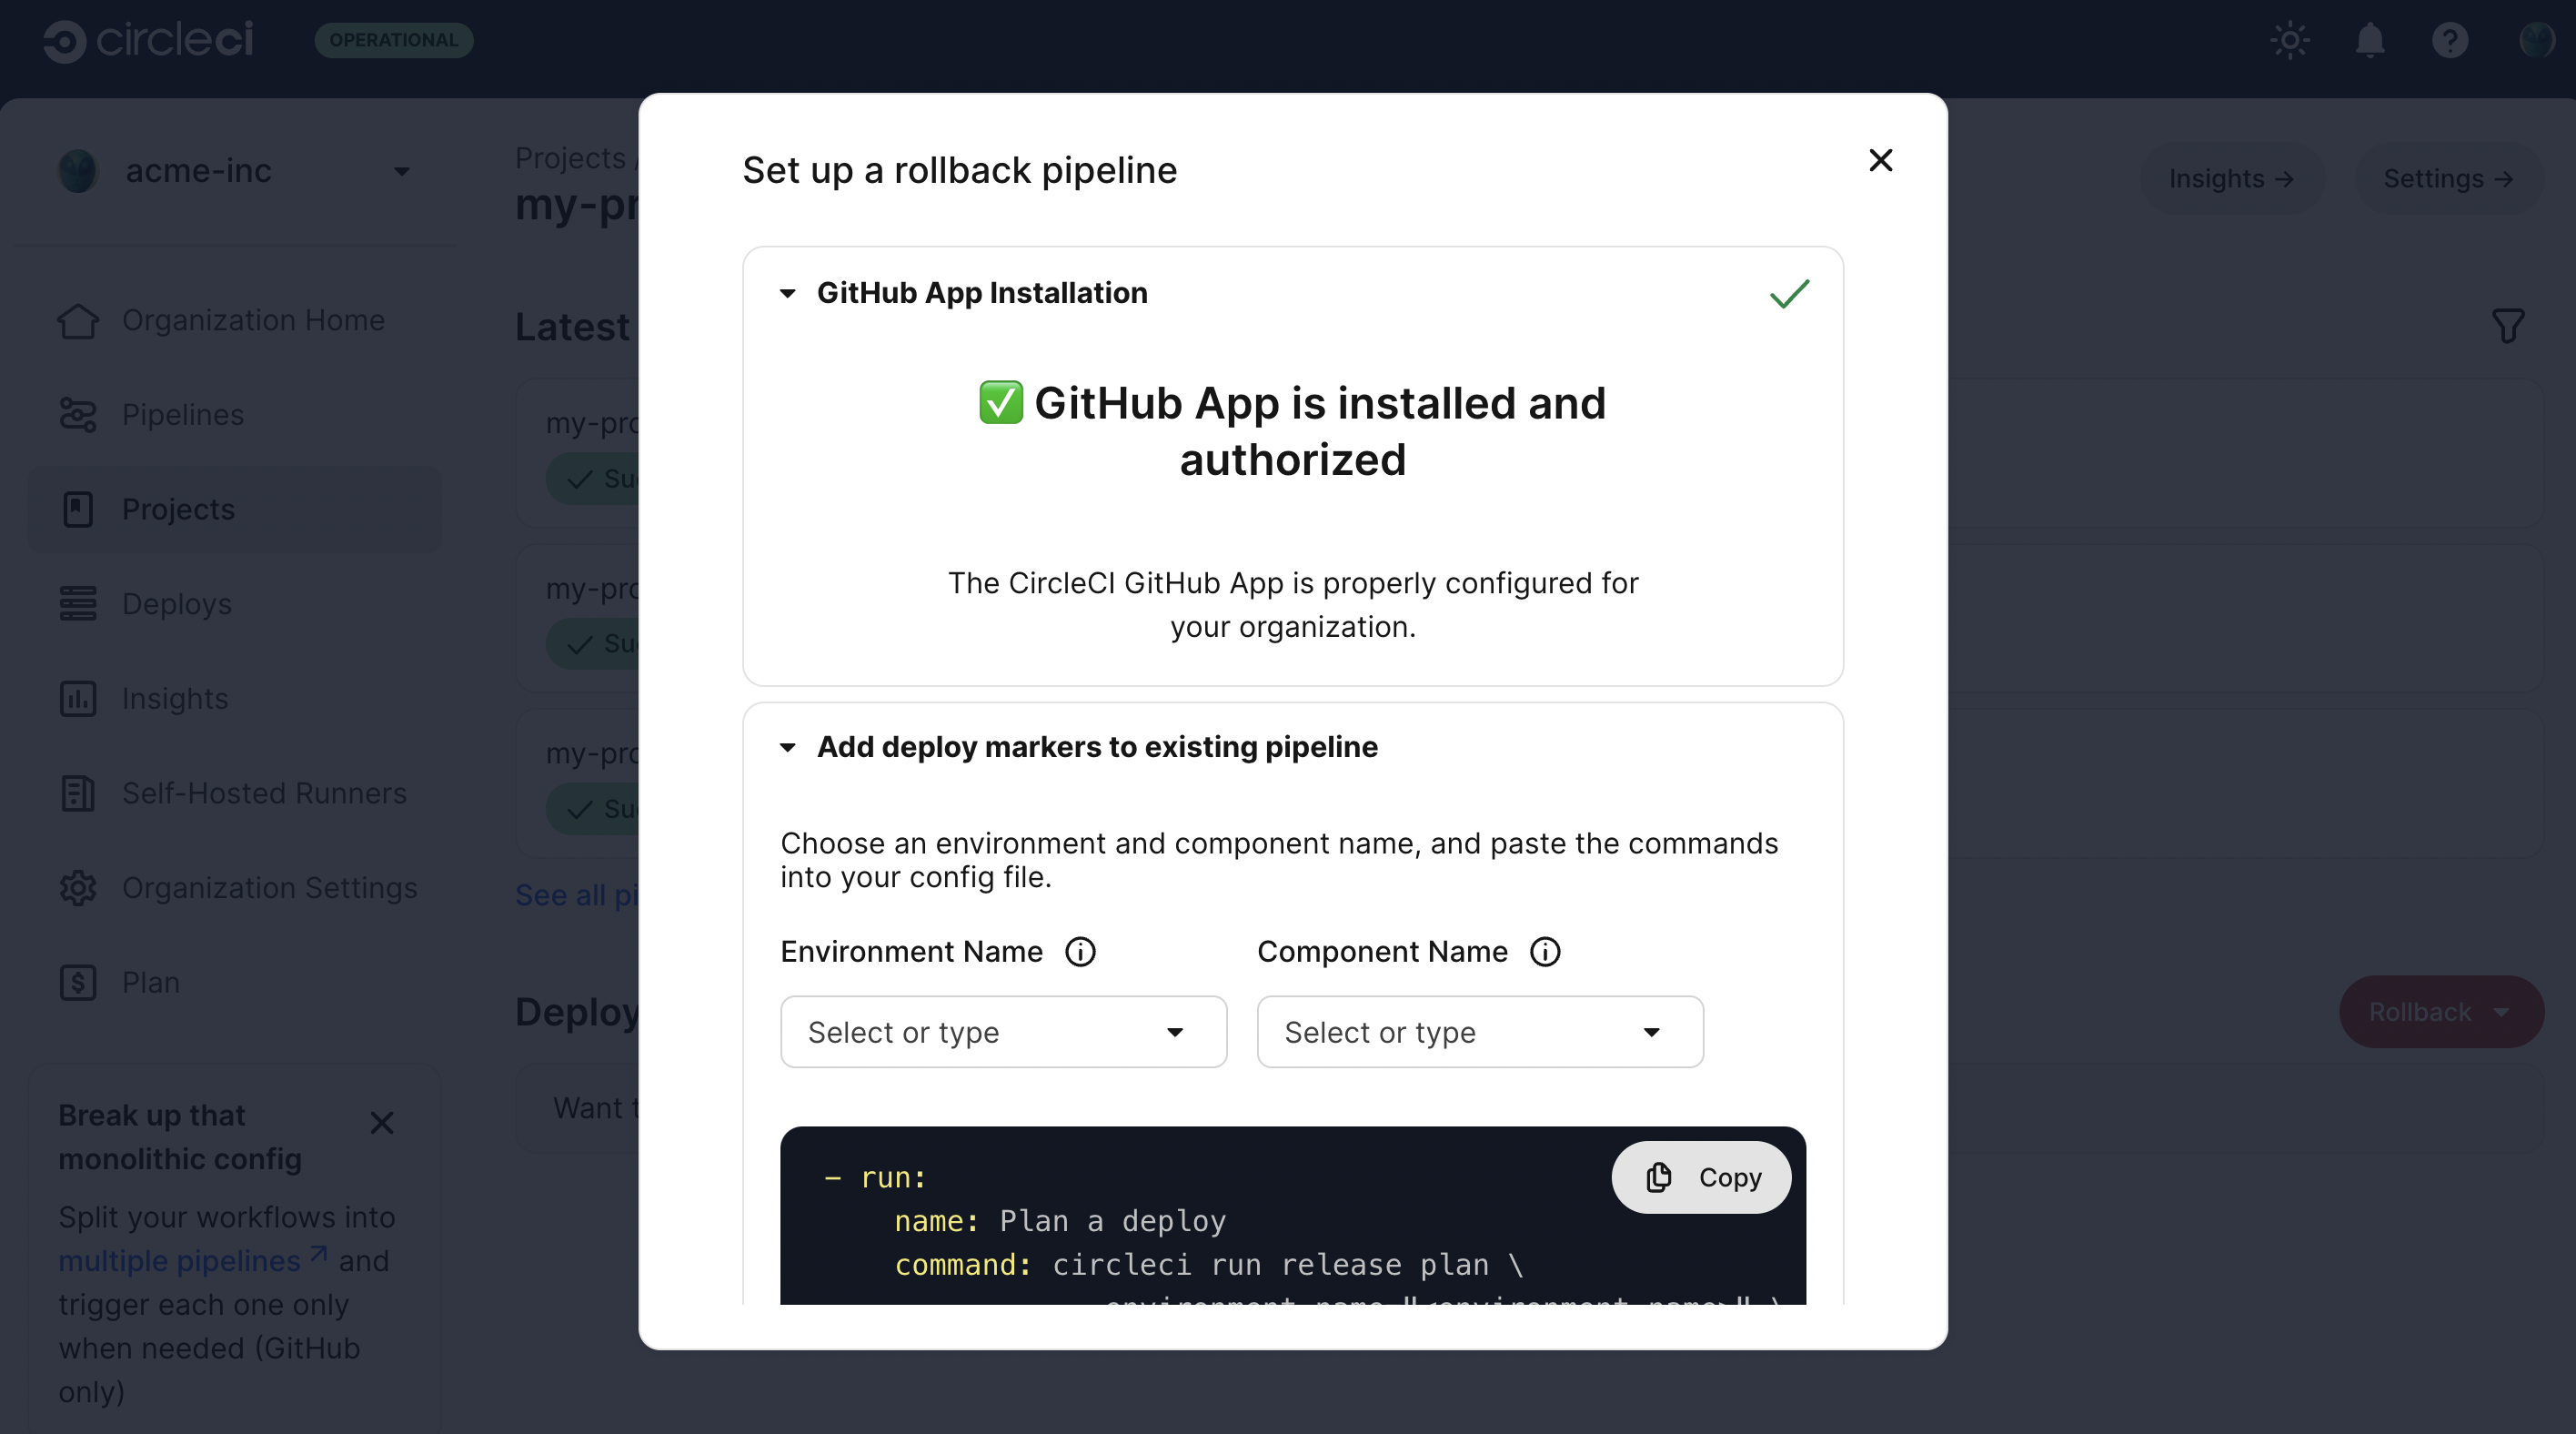 circleci
OPERATIONAL
acme-inc
Organization Home
Pipelines
Projects
Deploys
Insights
Self-Hosted Runners
Organization Settings
Plan
Break up that
monolithic config
Split your workflows into
multiple pipelines and
trigger each one only
when needed (GitHub
only)
Projects /
my-pr
Insights →
Settings →
Latest
my-pro
Su
my-pro
Su
my-pro
Su
See all pi
Deploy
Rollback
Want t
Set up a rollback pipeline
GitHub App Installation
✅ GitHub App is installed and
authorized
The CircleCI GitHub App is properly configured for
your organization.
Add deploy markers to existing pipeline
Choose an environment and component name, and paste the commands
into your config file.
Environment Name
Component Name
Select or type
Select or type
Copy
- run:
name: Plan a deploy
command: circleci run release plan \